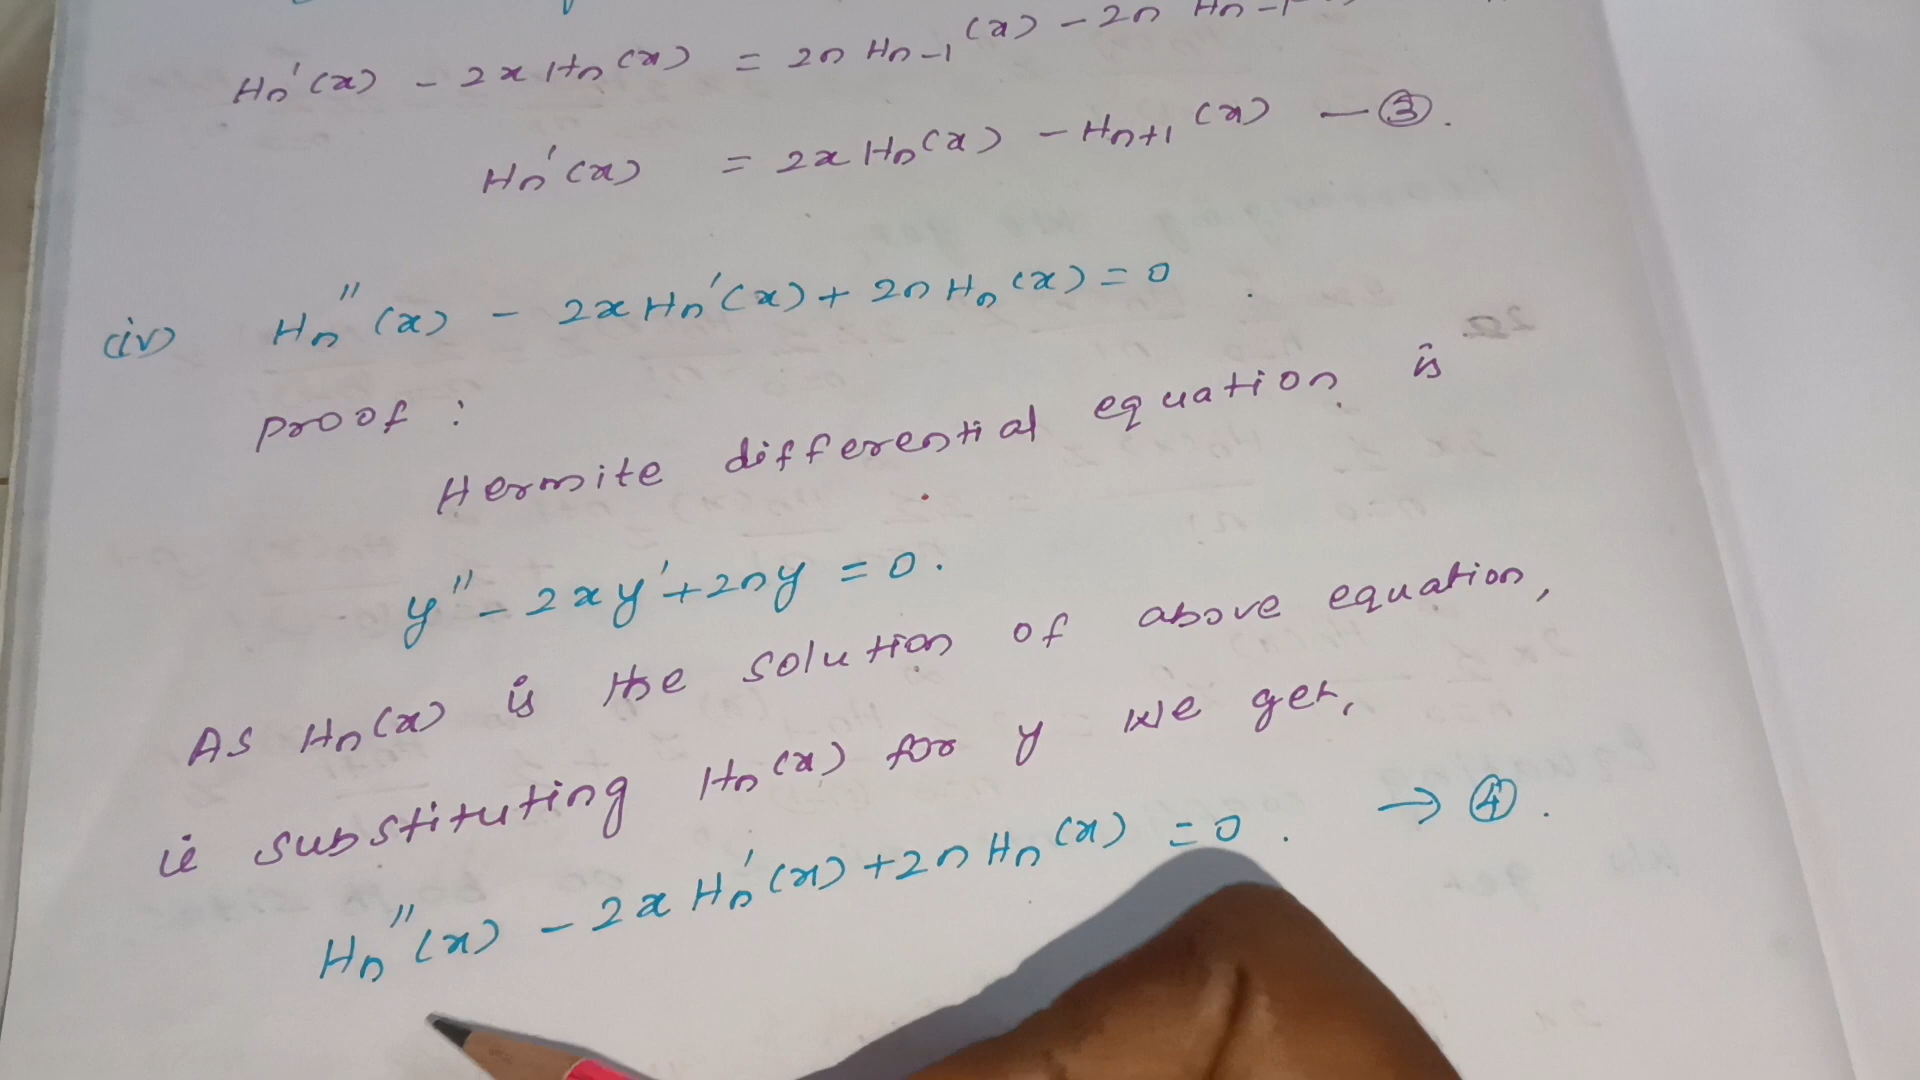 Hn'(x) - 2x Hn(x) = 2n Hn-1(x) - 2n Hn-1
Hn'(x) = 2x Hn(x) - Hn+1(x) — ③.
(iv) Hn''(x) - 2x Hn'(x) + 2n Hn(x) = 0.
Proof :
Hermite differential equation is
y'' - 2xy' + 2ny = 0.
As Hn(x) is the solution of above equation,
ie substituting Hn(x) for y we get,
Hn''(x) - 2x Hn'(x) + 2n Hn(x) = 0. → ④.